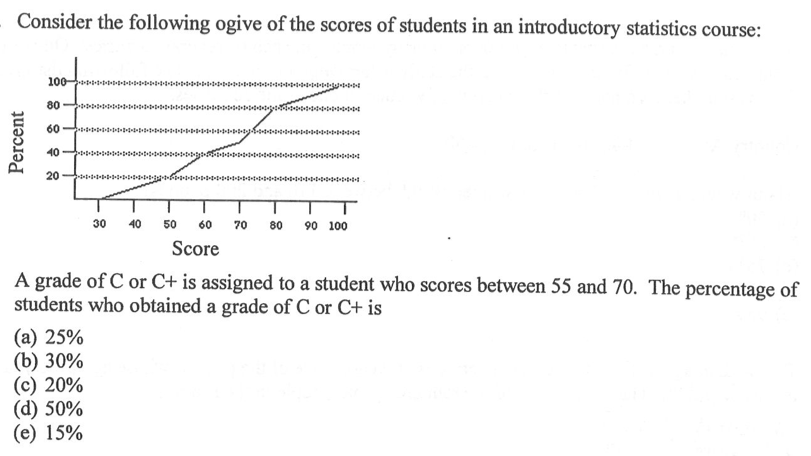 Consider the following ogive of the scores of students in an introductory statistics course:
100
80
60
40
20
Percent
30 40 50 60 70 80 90 100
Score
A grade of C or C+ is assigned to a student who scores between 55 and 70. The percentage of
students who obtained a grade of C or C+ is
(a) 25%
(b) 30%
(c) 20%
(d) 50%
(e) 15%